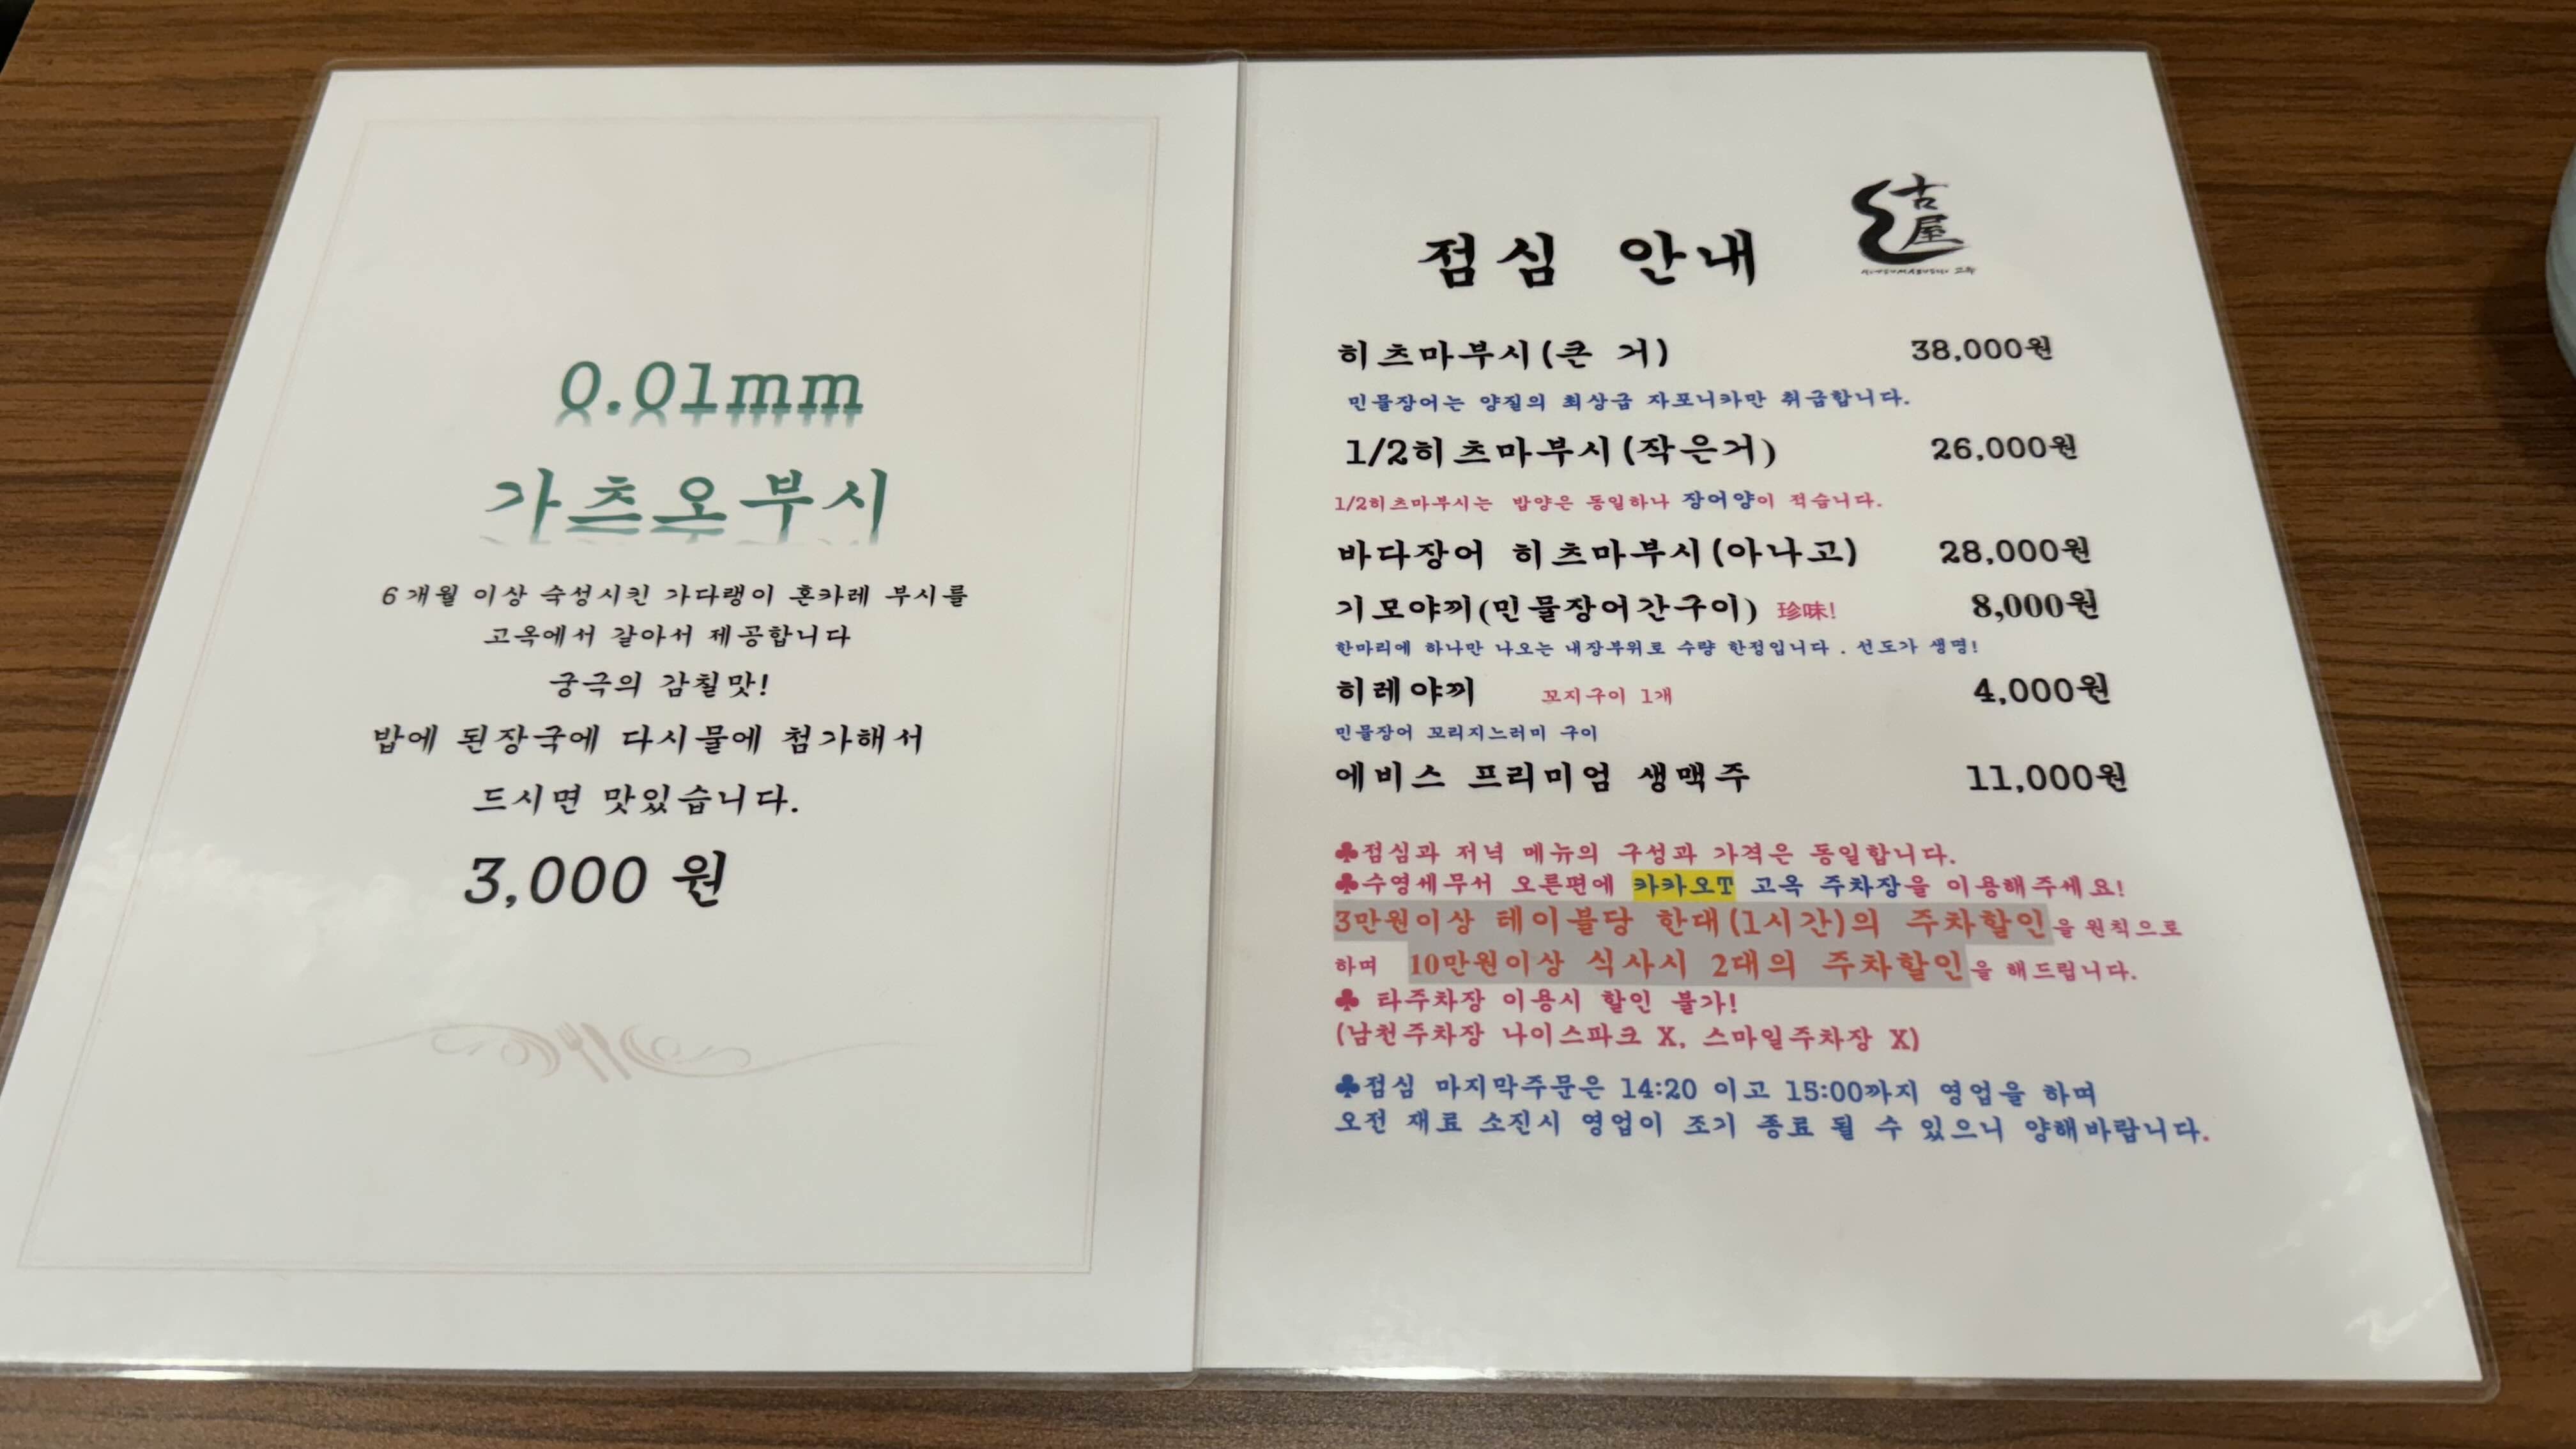 0.01mm
가츠오부시
6개월 이상 숙성시킨 가다랭이 혼카레 부시를
고옥에서 갈아서 제공합니다
궁극의 감칠맛!
밥에 된장국에 다시물에 첨가해서
드시면 맛있습니다.
3,000 원
점심 안내
古屋
고옥
히츠마부시(큰 거) 38,000원
민물장어는 양질의 최상급 자포니카만 취급합니다.
1/2히츠마부시(작은거) 26,000원
1/2히츠마부시는 밥양은 동일하나 장어양이 적습니다.
바다장어 히츠마부시(아나고) 28,000원
기모야끼(민물장어간구이) 珍味! 8,000원
한마리에 하나만 나오는 내장부위로 수량 한정입니다 . 선도가 생명!
히레야끼 꼬지구이 1개 4,000원
민물장어 꼬리지느러미 구이
에비스 프리미엄 생맥주 11,000원
♣점심과 저녁 메뉴의 구성과 가격은 동일합니다.
♣수영세무서 오른편에 카카오T 고옥 주차장을 이용해주세요!
3만원이상 테이블당 한대(1시간)의 주차할인을 원칙으로
하며 10만원이상 식사시 2대의 주차할인을 해드립니다.
♣ 타주차장 이용시 할인 불가!
(남천주차장 나이스파크 X, 스마일주차장 X)
♣점심 마지막주문은 14:20 이고 15:00까지 영업을 하며
오전 재료 소진시 영업이 조기 종료 될 수 있으니 양해바랍니다.